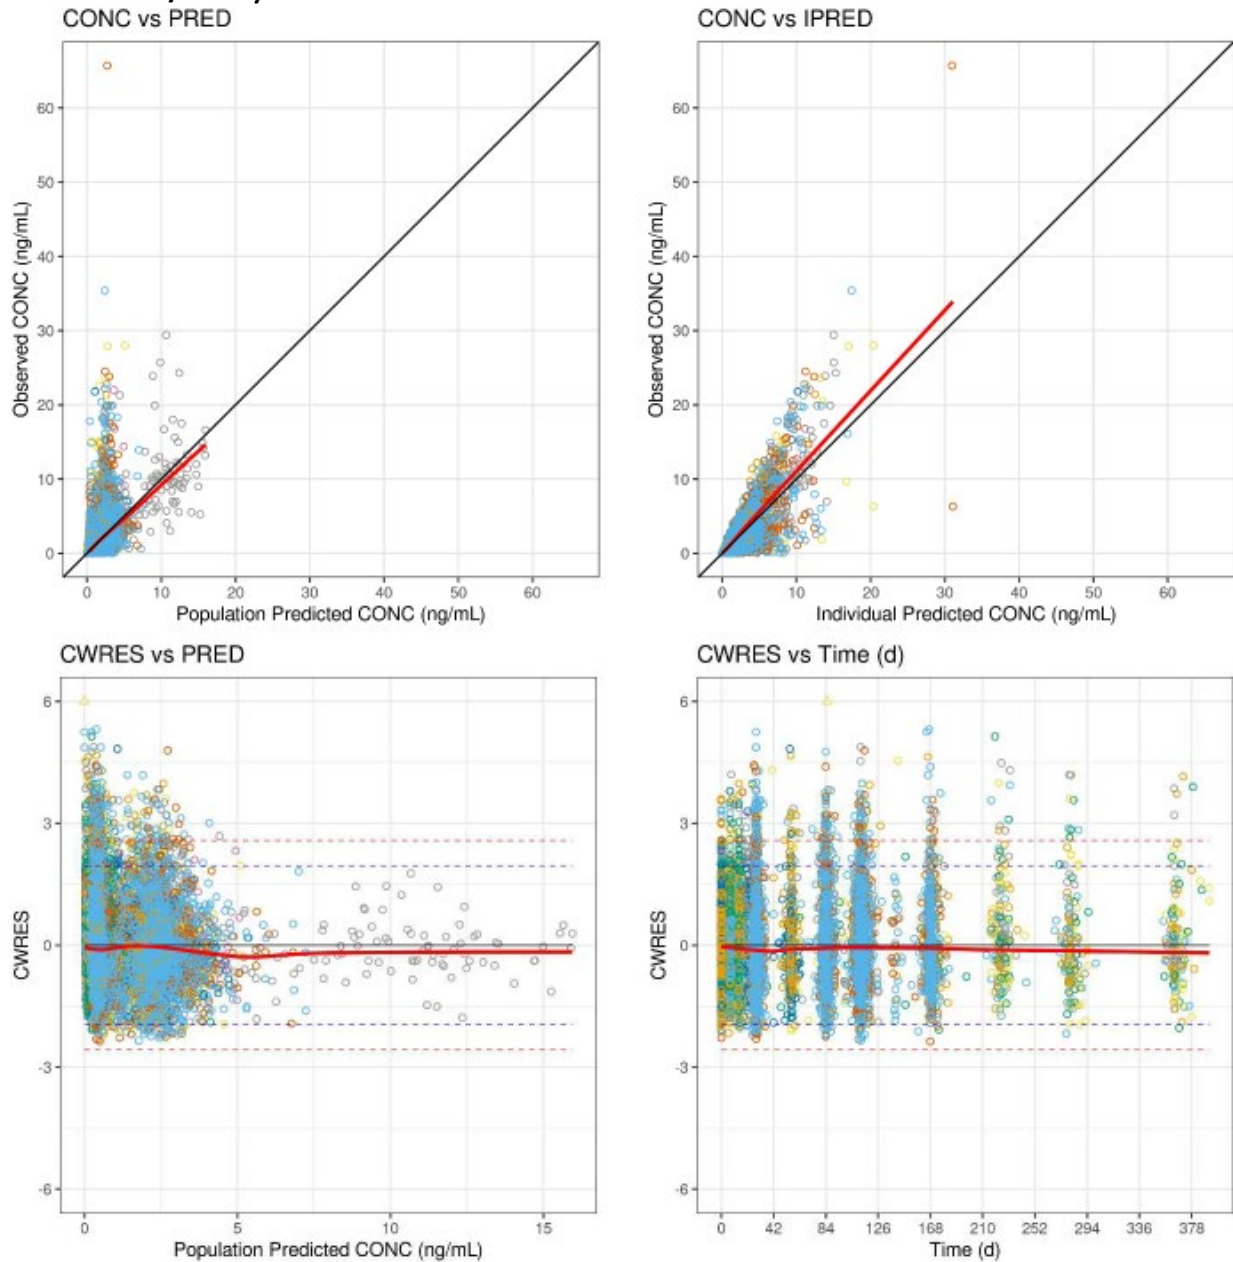 CONC vs PRED
60
50
40
30
20
10
0
0 10 20 30 40 50 60
Observed CONC (ng/mL)
Population Predicted CONC (ng/mL)
CONC vs IPRED
60
50
40
30
20
10
0
0 10 20 30 40 50 60
Observed CONC (ng/mL)
Individual Predicted CONC (ng/mL)
CWRES vs PRED
6
3
0
-3
-6
0 5 10 15
CWRES
Population Predicted CONC (ng/mL)
CWRES vs Time (d)
6
3
0
-3
-6
0 42 84 126 168 210 252 294 336 378
CWRES
Time (d)